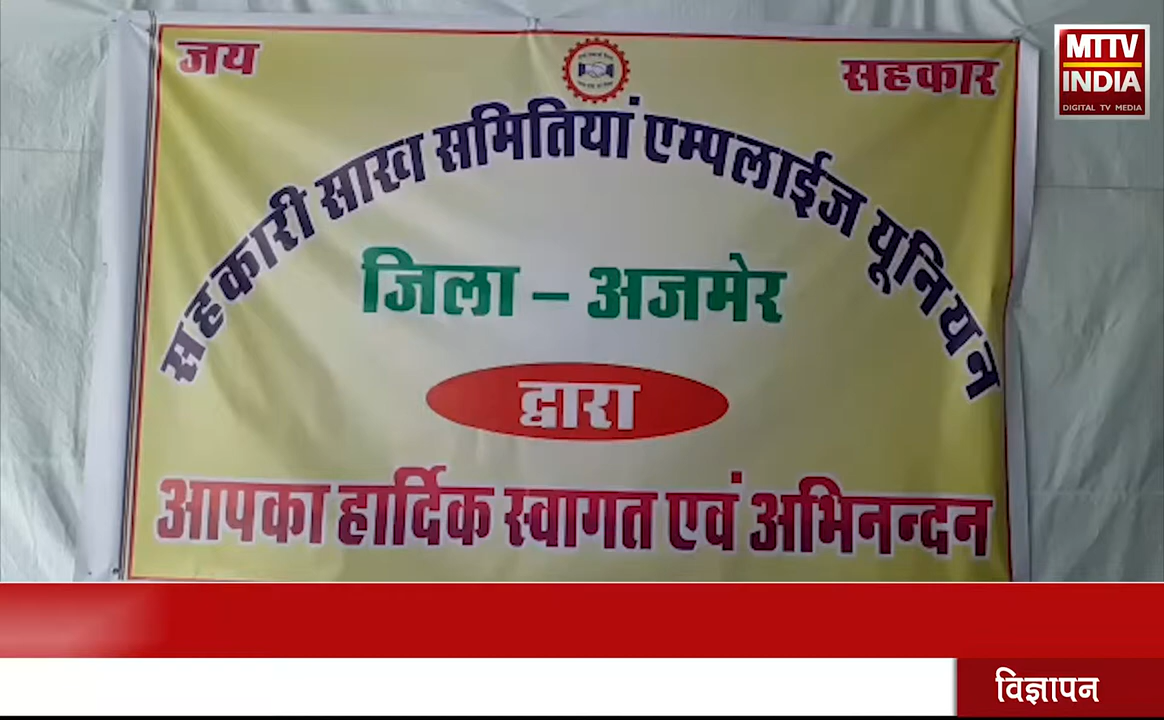 जय
सहकार
सहकारी साख समितियां एम्पलाईज यूनियन
जिला – अजमेर
द्वारा
आपका हार्दिक स्वागत एवं अभिनन्दन
MTTV
INDIA
DIGITAL TV MEDIA
विज्ञापन